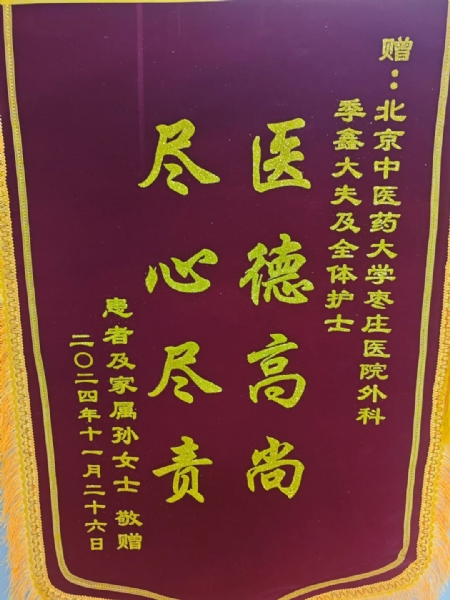 赠：北京中医药大学枣庄医院外科
季鑫大夫及全体护士
医德高尚
尽心尽责
患者及家属孙女士 敬赠
二〇二四年十一月二十六日